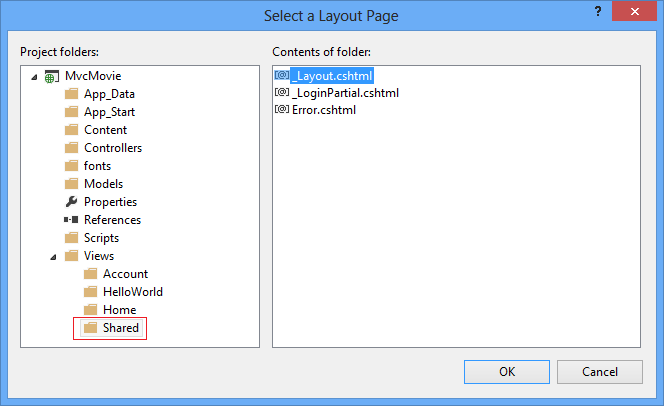 Select a Layout Page
?
Project folders:
MvcMovie
App_Data
App_Start
Content
Controllers
fonts
Models
Properties
References
Scripts
Views
Account
HelloWorld
Home
Shared
Contents of folder:
[@] _Layout.cshtml
[@] _LoginPartial.cshtml
[@] Error.cshtml
OK
Cancel